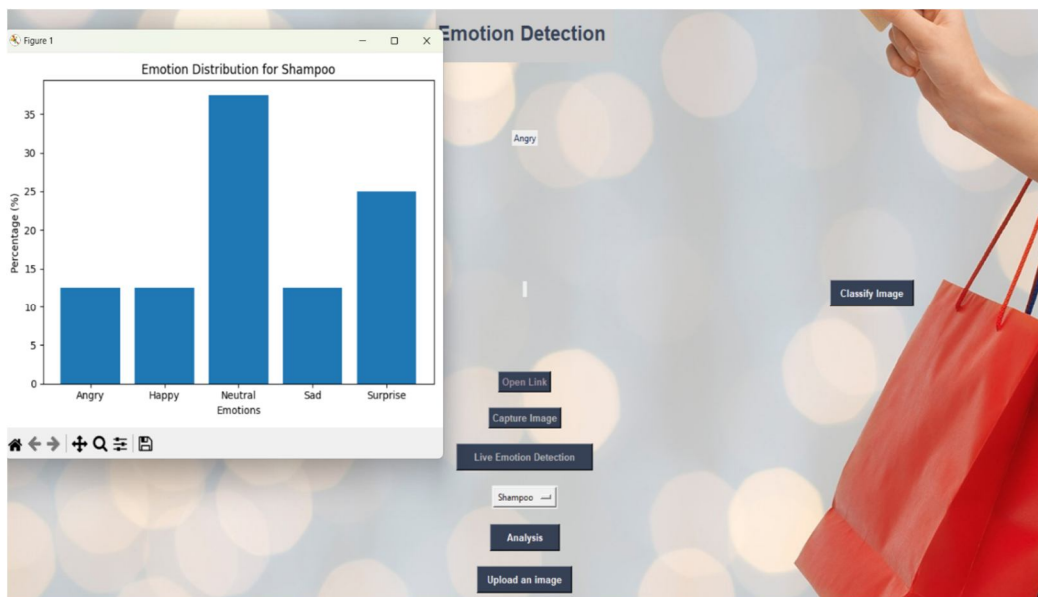 Figure 1
Emotion Detection
Emotion Distribution for Shampoo
Percentage (%)
35
30
25
20
15
10
5
0
Angry Happy Neutral Sad Surprise
Emotions
Angry
Classify Image
Open Link
Capture Image
Live Emotion Detection
Shampoo
Analysis
Upload an image